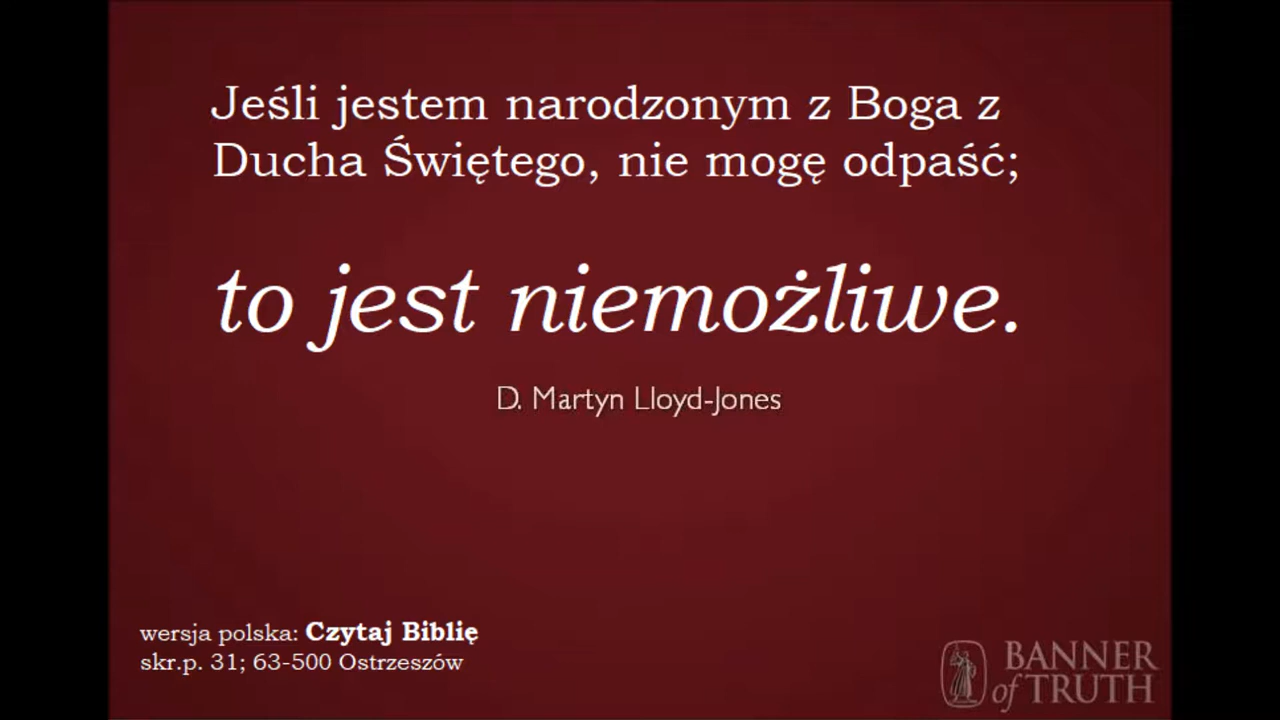 Jeśli jestem narodzonym z Boga z
Ducha Świętego, nie mogę odpaść;
to jest niemożliwe.
D. Martyn Lloyd-Jones
wersja polska: Czytaj Biblię
skr.p. 31; 63-500 Ostrzeszów
BANNER
of TRUTH